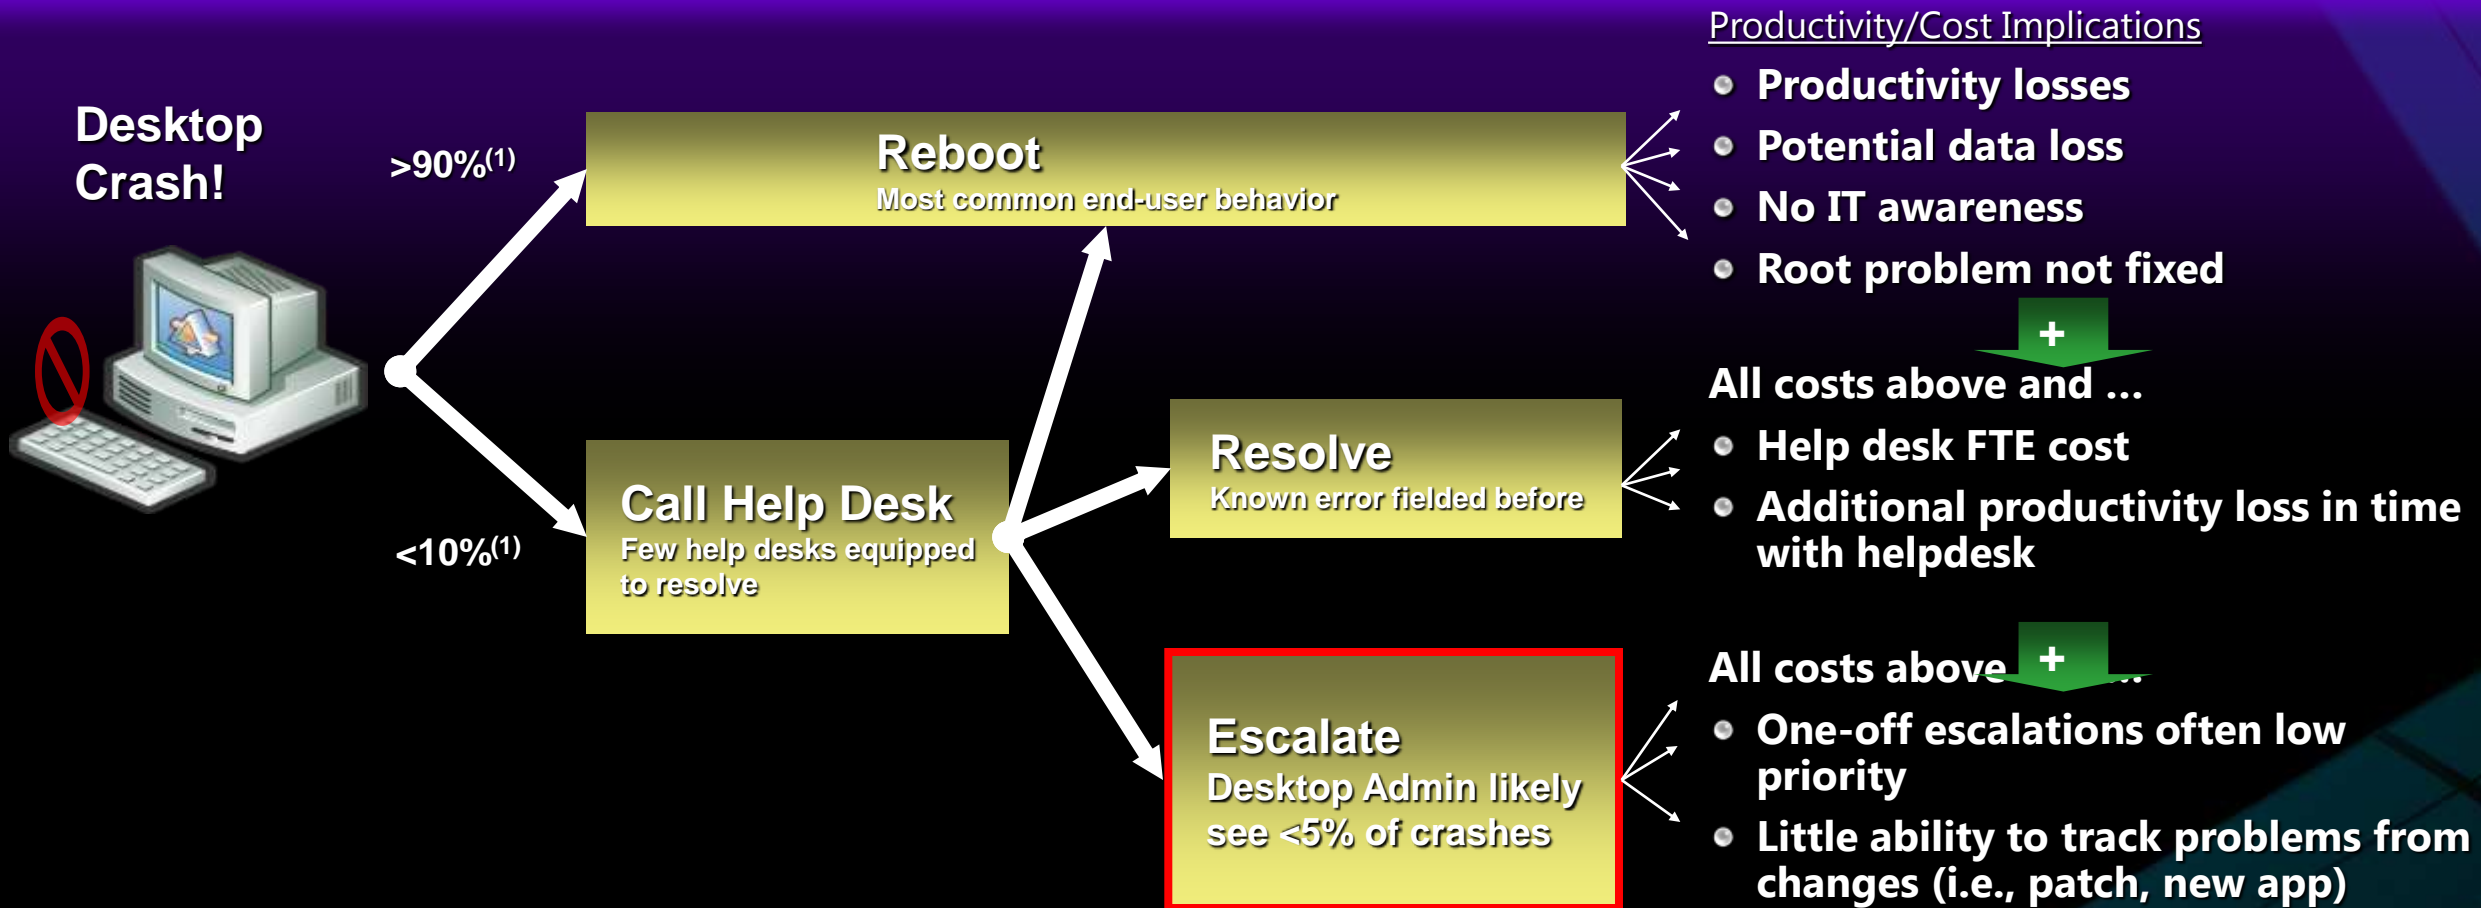 Productivity/Cost Implications
Desktop
Crash!
>90%(1)
<10%(1)
Reboot
Most common end-user behavior
Call Help Desk
Few help desks equipped
to resolve
Resolve
Known error fielded before
Escalate
Desktop Admin likely
see <5% of crashes
Productivity losses
Potential data loss
No IT awareness
Root problem not fixed
+
All costs above and ...
Help desk FTE cost
Additional productivity loss in time
with helpdesk
+
All costs above
One-off escalations often low
priority
Little ability to track problems from
changes (i.e., patch, new app)